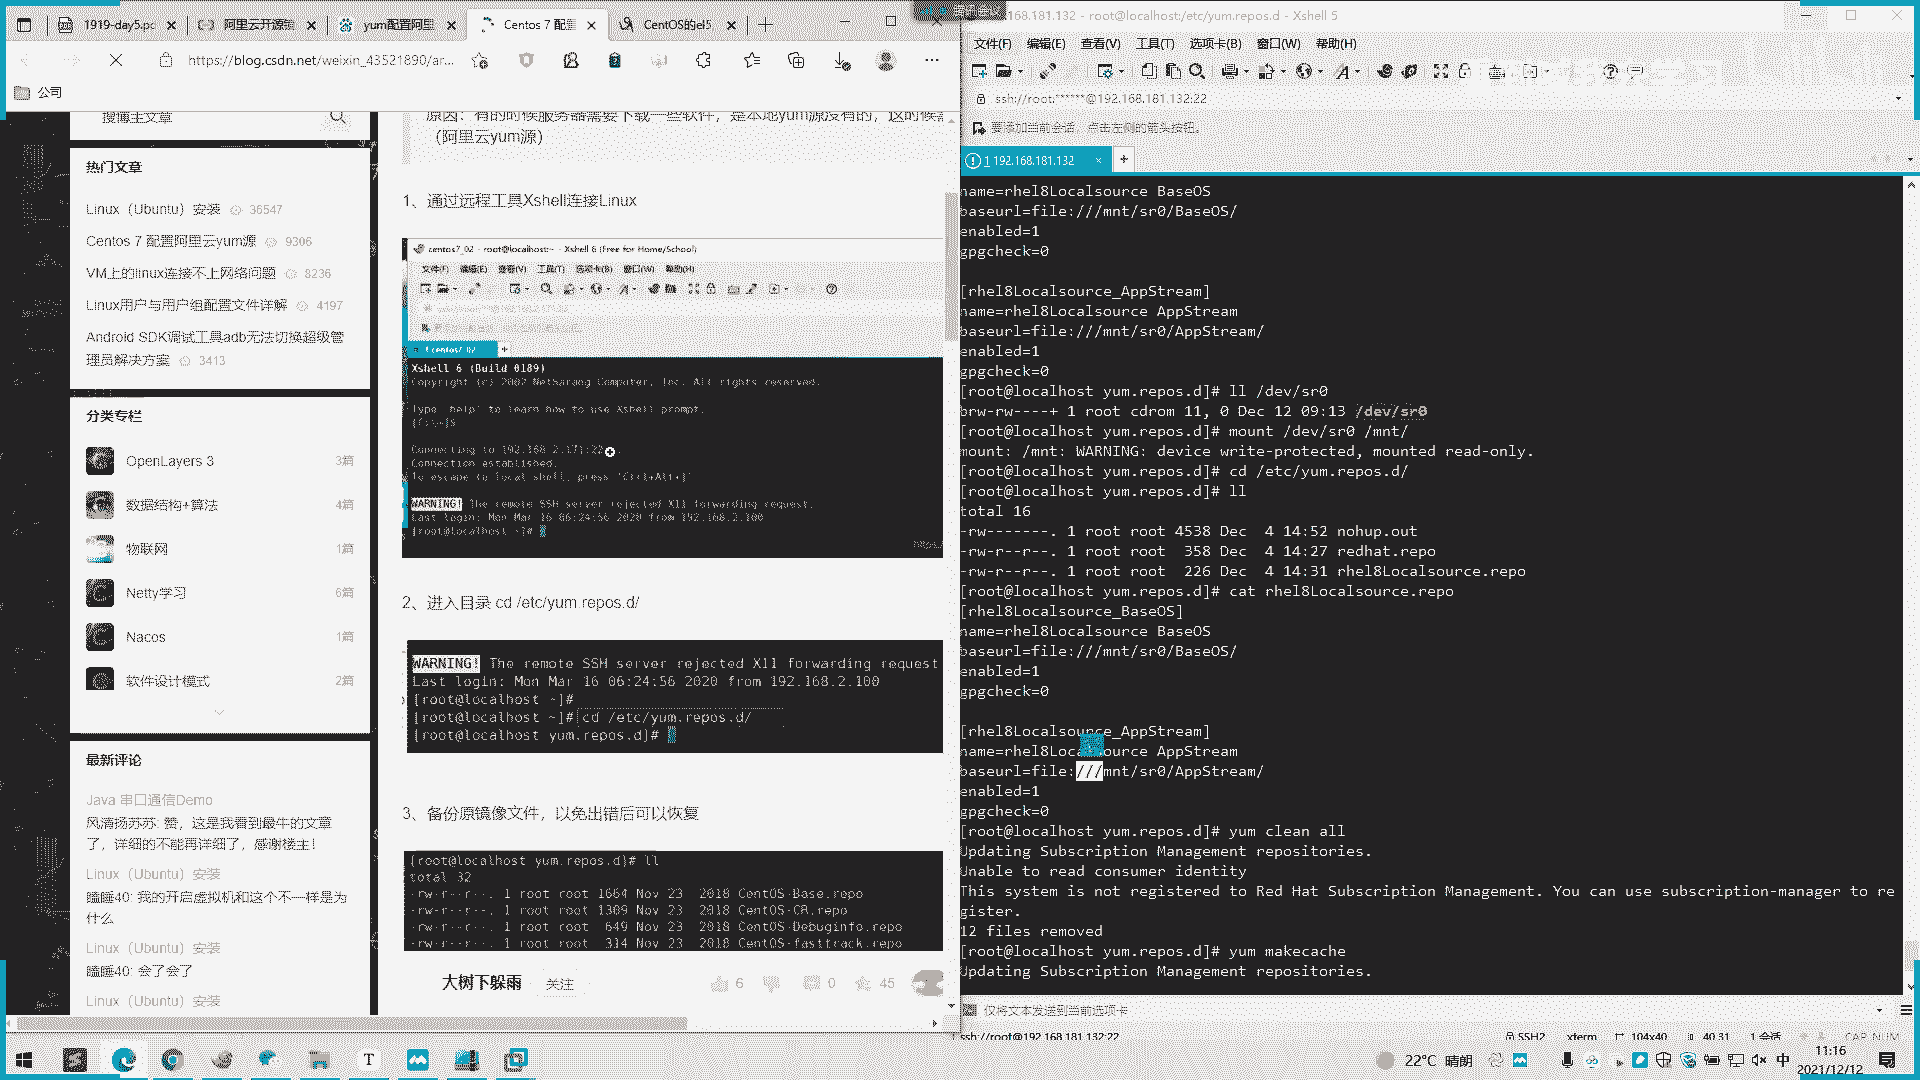 1919-day5.pc
阿里云开源镜
yum配置阿里
Centos 7 配置
CentOS的el5
https://blog.csdn.net/weixin_43521890/ar...
公司
搜博主文章
热门文章
Linux（Ubuntu）安装 36547
Centos 7 配置阿里云yum源 9306
VM上的linux连接不上网络问题 8236
Linux用户与用户组配置文件详解 4197
Android SDK调试工具adb无法切换超级管
理员解决方案 3413
分类专栏
OpenLayers 3 3篇
数据结构+算法 4篇
物联网 1篇
Netty学习 6篇
Nacos 1篇
软件设计模式 2篇
最新评论
Java 串口通信Demo
风清扬苏苏: 赞，这是我看到最牛的文章
了，详细的不能再详细了，感谢楼主！
Linux（Ubuntu）安装
瞌睡40: 我的开启虚拟机和这个不一样是为
什么
Linux（Ubuntu）安装
瞌睡40: 会了会了
Linux（Ubuntu）安装
原因：有的时候服务器需要下载一些软件，是本地yum源没有的，这时候
（阿里云yum源）
1、通过远程工具Xshell连接Linux
centos7_02 - root@localhost:~ - Xshell 6 (Free for Home/School)
文件(F) 编辑(E) 查看(V) 工具(T) 选项卡(B) 窗口(W) 帮助(H)
1 centos7_02
Xshell 6 (Build 0189)
Copyright (c) 2002 NetSarang Computer, Inc. All rights reserved.
Type `help' to learn how to use Xshell prompt.
[C:\~]$
Connecting to 192.168.2.171:22
Connection established.
To escape to local shell, press 'Ctrl+Alt+]'.
WARNING! The remote SSH server rejected X11 forwarding request.
Last login: Mon Mar 16 06:24:56 2020 from 192.168.2.100
[root@localhost ~]#
https:
2、进入目录 cd /etc/yum.repos.d/
WARNING! The remote SSH server rejected X11 forwarding request
Last login: Mon Mar 16 06:24:56 2020 from 192.168.2.100
[root@localhost ~]#
[root@localhost ~]# cd /etc/yum.repos.d/
[root@localhost yum.repos.d]#
3、备份原镜像文件，以免出错后可以恢复
[root@localhost yum.repos.d]# ll
total 32
-rw-r--r--. 1 root root 1664 Nov 23 2018 CentOS-Base.repo
-rw-r--r--. 1 root root 1309 Nov 23 2018 CentOS-CR.repo
-rw-r--r--. 1 root root 649 Nov 23 2018 CentOS-Debuginfo.repo
-rw-r--r--. 1 root root 314 Nov 23 2018 CentOS-fasttrack.repo
大树下躲雨 关注 6 0 45
192.168.181.132 - root@localhost:/etc/yum.repos.d - Xshell 5
文件(F) 编辑(E) 查看(V) 工具(T) 选项卡(B) 窗口(W) 帮助(H)
ssh://root:******@192.168.181.132:22
要添加当前会话，点击左侧的箭头按钮。
1 192.168.181.132
name=rhel8Localsource BaseOS
baseurl=file:///mnt/sr0/BaseOS/
enabled=1
gpgcheck=0
[rhel8Localsource_AppStream]
name=rhel8Localsource AppStream
baseurl=file:///mnt/sr0/AppStream/
enabled=1
gpgcheck=0
[root@localhost yum.repos.d]# ll /dev/sr0
brw-rw----+ 1 root cdrom 11, 0 Dec 12 09:13 /dev/sr0
[root@localhost yum.repos.d]# mount /dev/sr0 /mnt/
mount: /mnt: WARNING: device write-protected, mounted read-only.
[root@localhost yum.repos.d]# cd /etc/yum.repos.d/
[root@localhost yum.repos.d]# ll
total 16
-rw-------. 1 root root 4538 Dec 4 14:52 nohup.out
-rw-r--r--. 1 root root 358 Dec 4 14:27 redhat.repo
-rw-r--r--. 1 root root 226 Dec 4 14:31 rhel8Localsource.repo
[root@localhost yum.repos.d]# cat rhel8Localsource.repo
[rhel8Localsource_BaseOS]
name=rhel8Localsource BaseOS
baseurl=file:///mnt/sr0/BaseOS/
enabled=1
gpgcheck=0
[rhel8Localsource_AppStream]
name=rhel8Localsource AppStream
baseurl=file:///mnt/sr0/AppStream/
enabled=1
gpgcheck=0
[root@localhost yum.repos.d]# yum clean all
Updating Subscription Management repositories.
Unable to read consumer identity
This system is not registered to Red Hat Subscription Management. You can use subscription-manager to re
gister.
12 files removed
[root@localhost yum.repos.d]# yum makecache
Updating Subscription Management repositories.
仅将文本发送到当前选项卡
ssh://root@192.168.181.132:22 SSH2 xterm 104x40 40,31 1 会话 CAP NUM
22°C 晴朗
中
11:16
2021/12/12